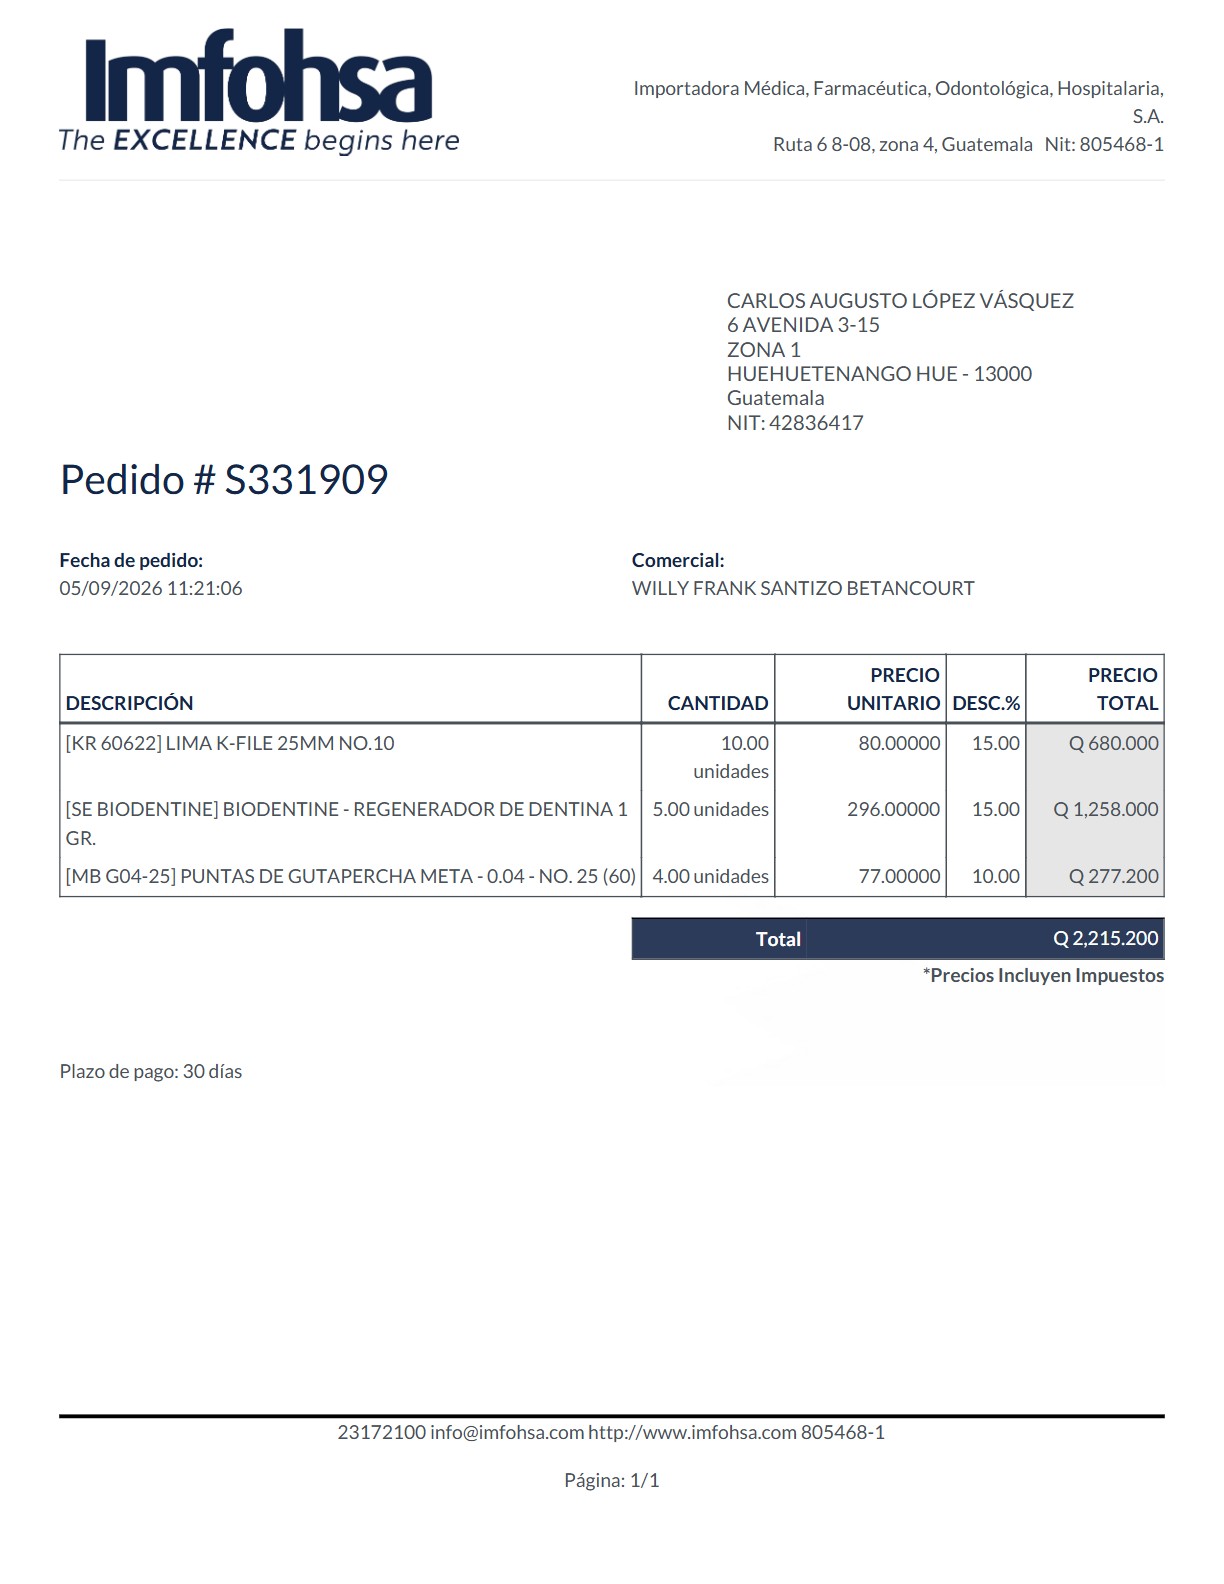 Imfohsa
The EXCELLENCE begins here
Importadora Médica, Farmacéutica, Odontológica, Hospitalaria,
S.A.
Ruta 6 8-08, zona 4, Guatemala Nit: 805468-1
CARLOS AUGUSTO LÓPEZ VÁSQUEZ
6 AVENIDA 3-15
ZONA 1
HUEHUETENANGO HUE - 13000
Guatemala
NIT: 42836417
Pedido # S331909
Fecha de pedido: Comercial:
05/09/2026 11:21:06 WILLY FRANK SANTIZO BETANCOURT
PRECIO PRECIO
DESCRIPCIÓN CANTIDAD UNITARIO DESC.% TOTAL
[KR 60622] LIMA K-FILE 25MM NO.10 10.00 80.00000 15.00 Q 680.000
unidades
[SE BIODENTINE] BIODENTINE - REGENERADOR DE DENTINA 1 5.00 unidades 296.00000 15.00 Q 1,258.000
GR.
[MB G04-25] PUNTAS DE GUTAPERCHA META - 0.04 - NO. 25 (60) 4.00 unidades 77.00000 10.00 Q 277.200
Total Q 2,215.200
*Precios Incluyen Impuestos
Plazo de pago: 30 días
23172100 info@imfohsa.com http://www.imfohsa.com 805468-1
Página: 1/1